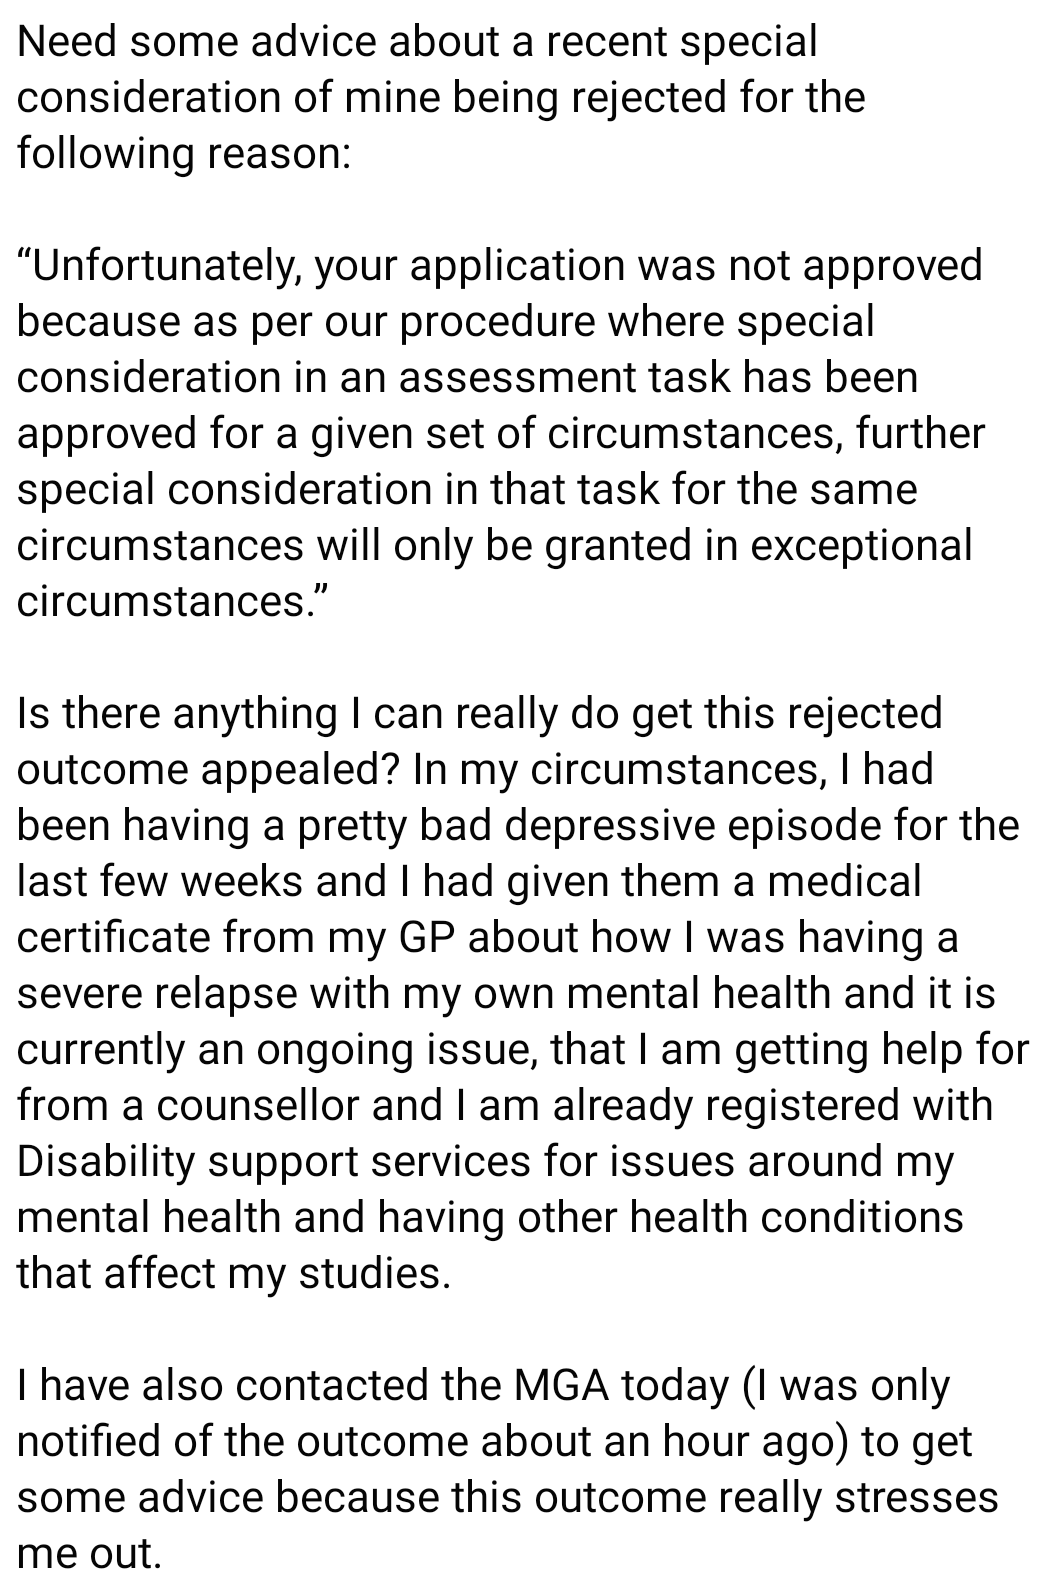 Need some advice about a recent special
consideration of mine being rejected for the
following reason:
“Unfortunately, your application was not approved
because as per our procedure where special
consideration in an assessment task has been
approved for a given set of circumstances, further
special consideration in that task for the same
circumstances will only be granted in exceptional
circumstances.”
Is there anything I can really do get this rejected
outcome appealed? In my circumstances, I had
been having a pretty bad depressive episode for the
last few weeks and I had given them a medical
certificate from my GP about how I was having a
severe relapse with my own mental health and it is
currently an ongoing issue, that I am getting help for
from a counsellor and I am already registered with
Disability support services for issues around my
mental health and having other health conditions
that affect my studies.
I have also contacted the MGA today (I was only
notified of the outcome about an hour ago) to get
some advice because this outcome really stresses
me out.